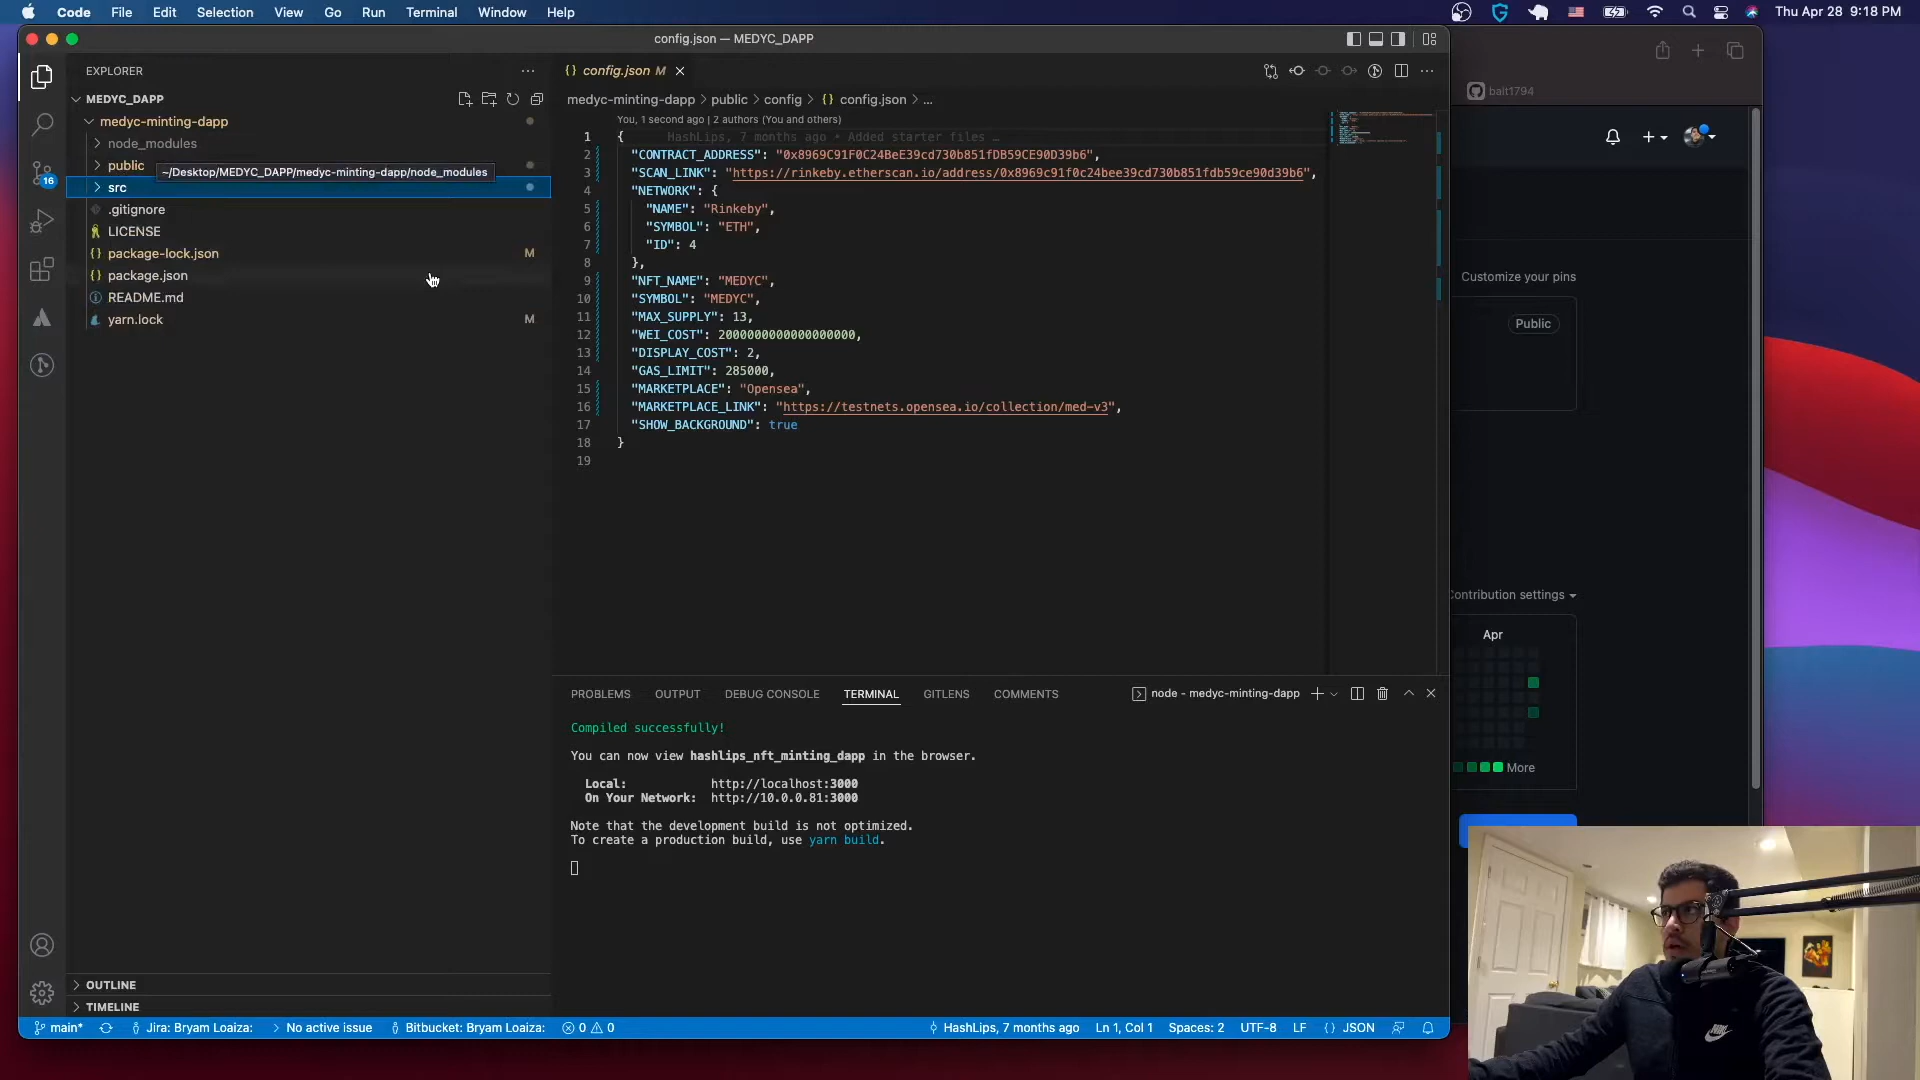 Code File Edit Selection View Go Run Terminal Window Help
Thu Apr 28 9:18 PM
config.json — MEDYC_DAPP
EXPLORER
MEDYC_DAPP
medyc-minting-dapp
node_modules
public
~/Desktop/MEDYC_DAPP/medyc-minting-dapp/node_modules
src
.gitignore
LICENSE
package-lock.json M
package.json
README.md
yarn.lock M
16
OUTLINE
TIMELINE
{} config.json M
medyc-minting-dapp > public > config > {} config.json > ...
You, 1 second ago | 2 authors (You and others)
1 { HashLips, 7 months ago • Added starter files …
2 "CONTRACT_ADDRESS": "0x8969C91F0C24BeE39cd730b851fDB59CE90D39b6",
3 "SCAN_LINK": "https://rinkeby.etherscan.io/address/0x8969c91f0c24bee39cd730b851fdb59ce90d39b6",
4 "NETWORK": {
5 "NAME": "Rinkeby",
6 "SYMBOL": "ETH",
7 "ID": 4
8 },
9 "NFT_NAME": "MEDYC",
10 "SYMBOL": "MEDYC",
11 "MAX_SUPPLY": 13,
12 "WEI_COST": 2000000000000000000,
13 "DISPLAY_COST": 2,
14 "GAS_LIMIT": 285000,
15 "MARKETPLACE": "Opensea",
16 "MARKETPLACE_LINK": "https://testnets.opensea.io/collection/med-v3",
17 "SHOW_BACKGROUND": true
18 }
19
PROBLEMS OUTPUT DEBUG CONSOLE TERMINAL GITLENS COMMENTS
node - medyc-minting-dapp
Compiled successfully!
You can now view hashlips_nft_minting_dapp in the browser.
Local: http://localhost:3000
On Your Network: http://10.0.0.81:3000
Note that the development build is not optimized.
To create a production build, use yarn build.
main* Jira: Bryam Loaiza: > No active issue Bitbucket: Bryam Loaiza: 0 0
HashLips, 7 months ago Ln 1, Col 1 Spaces: 2 UTF-8 LF {} JSON
balt1794
Customize your pins
Public
Contribution settings
Apr
More